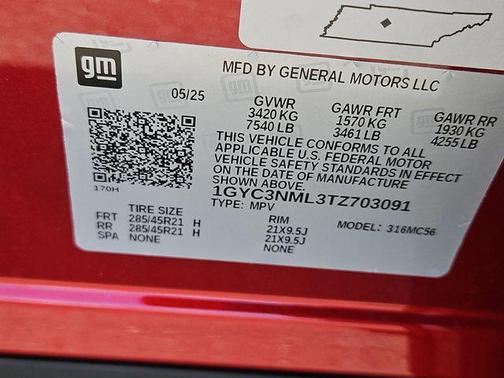 gm
MFD BY GENERAL MOTORS LLC
05/25
GVWR GAWR FRT GAWR RR
3420 KG 1570 KG 1930 KG
7540 LB 3461 LB 4255 LB
THIS VEHICLE CONFORMS TO ALL
APPLICABLE U.S. FEDERAL MOTOR
VEHICLE SAFETY STANDARDS IN EFFECT
ON THE DATE OF MANUFACTURE
SHOWN ABOVE.
170H
1GYC3NML3TZ703091
TYPE: MPV
TIRE SIZE RIM MODEL: 316MC56
FRT 285/45R21 H 21X9.5J
RR 285/45R21 H 21X9.5J
SPA NONE NONE